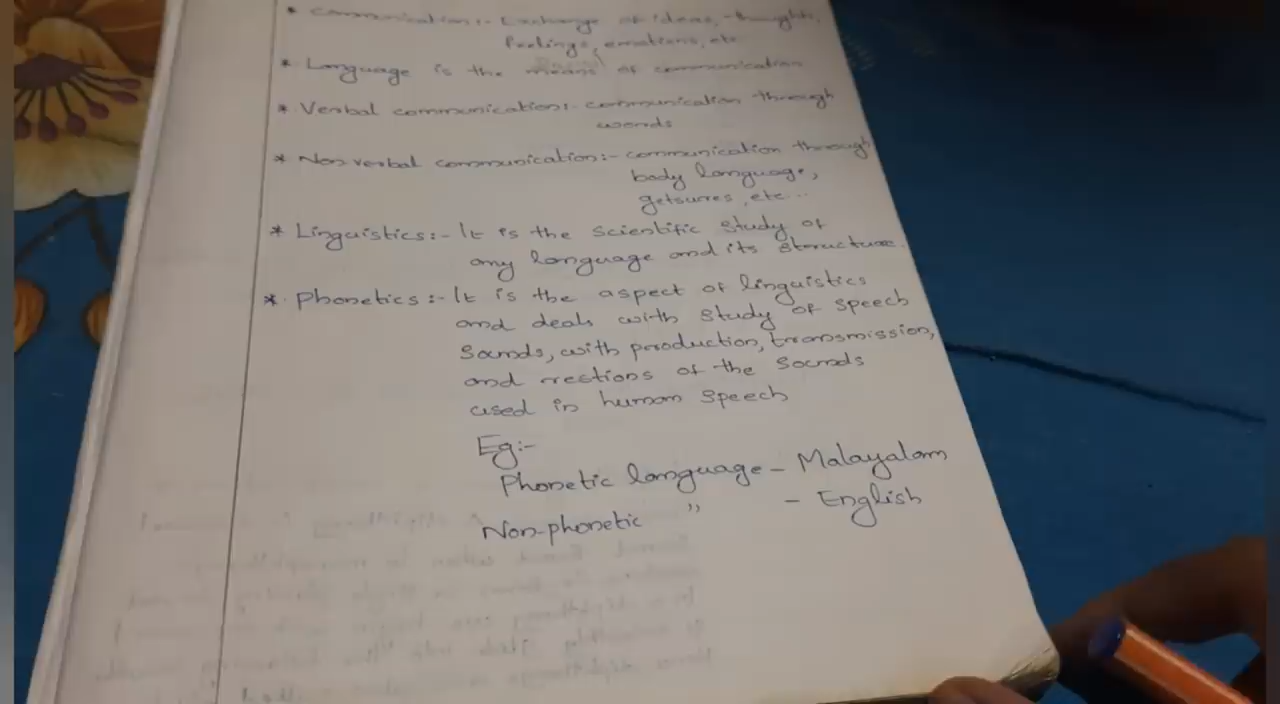 * Communication:- Exchange of ideas, thoughts,
feelings, emotions, etc
* Language is the means of communication
* Verbal communication:- communication through
words
* Non verbal communication:- communication through
body language,
getsures, etc...
* Linguistics:- It is the scientific study of
any language and its structure.
* Phonetics:- It is the aspect of linguistics
and deals with study of speech
sounds, with production, transmission,
and rections of the sounds
used in human speech
Eg:-
Phonetic language - Malayalam
Non-phonetic " - English